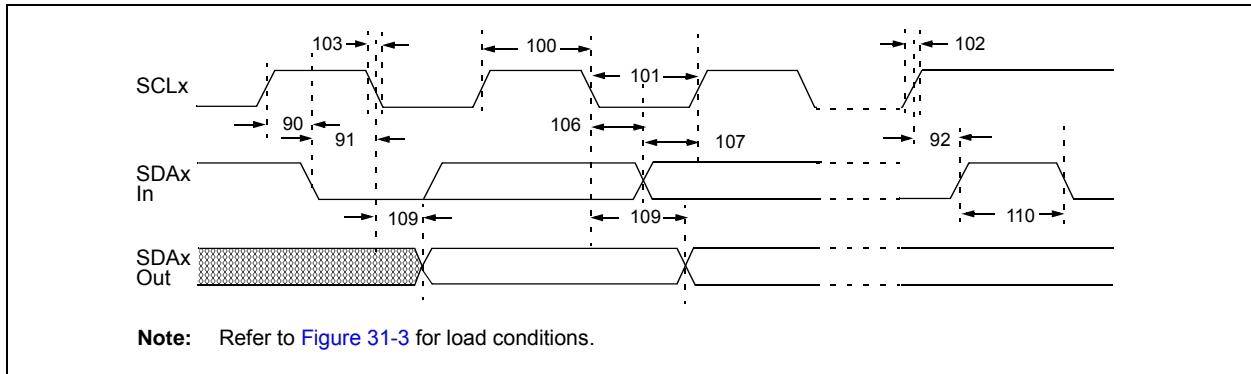 103
100
102
SCLx
101
90
106
91
107
92
SDAx
In
109
109
110
SDAx
Out
Note: Refer to Figure 31-3 for load conditions.